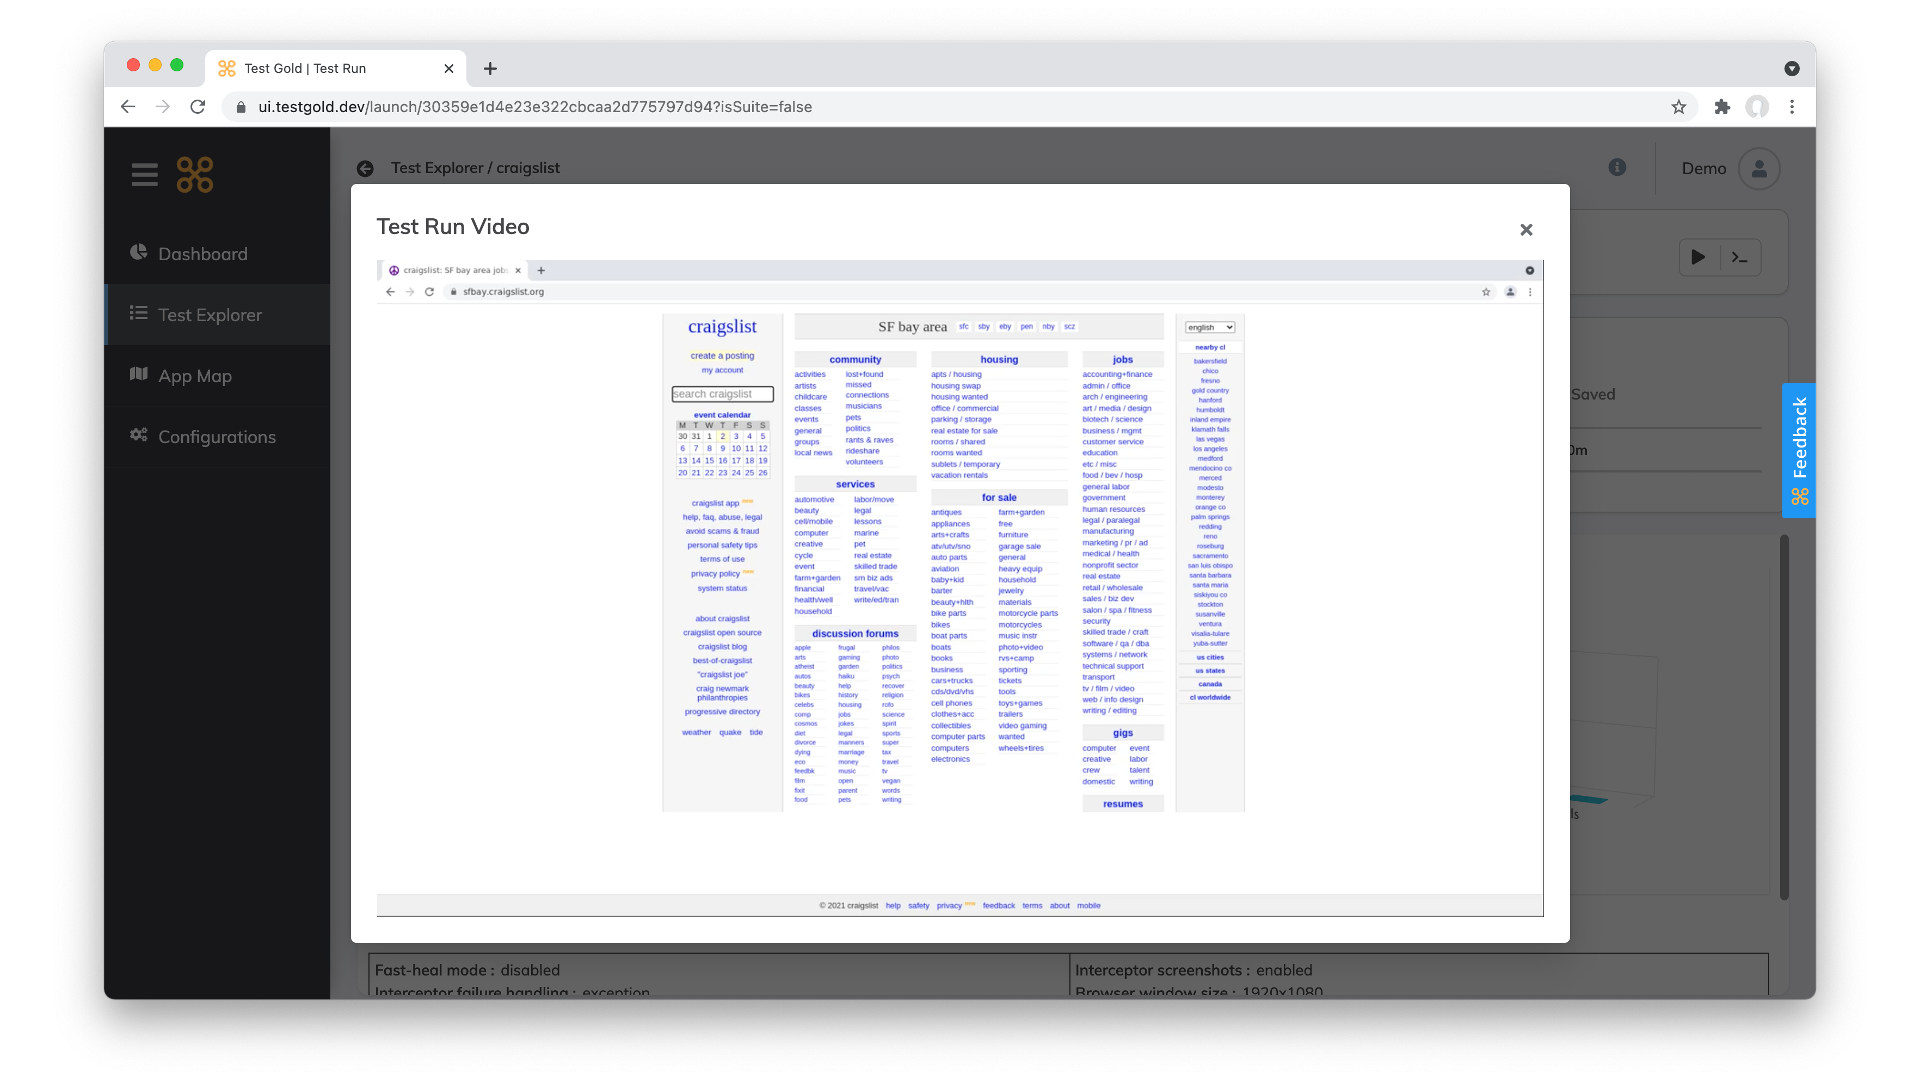 Test Gold | Test Run
ui.testgold.dev/launch/30359e1d4e23e322cbcaa2d775797d94?isSuite=false
Test Explorer / craigslist
Demo
Dashboard
Test Explorer
App Map
Configurations
Saved
0m
ls
Feedback
Test Run Video
craigslist: SF bay area jobs
sfbay.craigslist.org
craigslist
create a posting
my account
search craigslist
event calendar
M T W T F S S
30 31 1 2 3 4 5
6 7 8 9 10 11 12
13 14 15 16 17 18 19
20 21 22 23 24 25 26
craigslist app new
help, faq, abuse, legal
avoid scams & fraud
personal safety tips
terms of use
privacy policy new
system status
about craigslist
craigslist open source
craigslist blog
best-of-craigslist
"craigslist joe"
craig newmark
philanthropies
progressive directory
weather quake tide
SF bay area sfc sby eby pen nby scz
community
activities
artists
childcare
classes
events
general
groups
local news
lost+found
missed
connections
musicians
pets
politics
rants & raves
rideshare
volunteers
services
automotive
beauty
cell/mobile
computer
creative
cycle
event
farm+garden
financial
health/well
household
labor/move
legal
lessons
marine
pet
real estate
skilled trade
sm biz ads
travel/vac
write/ed/tran
discussion forums
apple
arts
atheist
autos
beauty
bikes
celebs
comp
cosmos
diet
divorce
dying
eco
feedbk
film
fixit
food
frugal
gaming
garden
haiku
help
history
housing
jobs
jokes
legal
manners
marriage
money
music
open
parent
pets
philos
photo
politics
psych
recover
religion
rofo
science
spirit
sports
super
tax
travel
tv
vegan
words
writing
housing
apts / housing
housing swap
housing wanted
office / commercial
parking / storage
real estate for sale
rooms / shared
rooms wanted
sublets / temporary
vacation rentals
for sale
antiques
appliances
arts+crafts
atv/utv/sno
auto parts
aviation
baby+kid
barter
beauty+hlth
bike parts
bikes
boat parts
boats
books
business
cars+trucks
cds/dvd/vhs
cell phones
clothes+acc
collectibles
computer parts
computers
electronics
farm+garden
free
furniture
garage sale
general
heavy equip
household
jewelry
materials
motorcycle parts
motorcycles
music instr
photo+video
rvs+camp
sporting
tickets
tools
toys+games
trailers
video gaming
wanted
wheels+tires
jobs
accounting+finance
admin / office
arch / engineering
art / media / design
biotech / science
business / mgmt
customer service
education
etc / misc
food / bev / hosp
general labor
government
human resources
legal / paralegal
manufacturing
marketing / pr / ad
medical / health
nonprofit sector
real estate
retail / wholesale
sales / biz dev
salon / spa / fitness
security
skilled trade / craft
software / qa / dba
systems / network
technical support
transport
tv / film / video
web / info design
writing / editing
gigs
computer
creative
crew
domestic
event
labor
talent
writing
resumes
english
nearby cl
bakersfield
chico
fresno
gold country
hanford
humboldt
inland empire
klamath falls
las vegas
los angeles
medford
mendocino co
merced
modesto
monterey
orange co
palm springs
redding
reno
roseburg
sacramento
san luis obispo
santa barbara
santa maria
siskiyou co
stockton
susanville
ventura
visalia-tulare
yuba-sutter
us cities
us states
canada
cl worldwide
© 2021 craigslist help safety privacy new feedback terms about mobile
Fast-heal mode : disabled
Interceptor screenshots : enabled
Interceptor failure handling : exception
Browser window size : 1920x1080